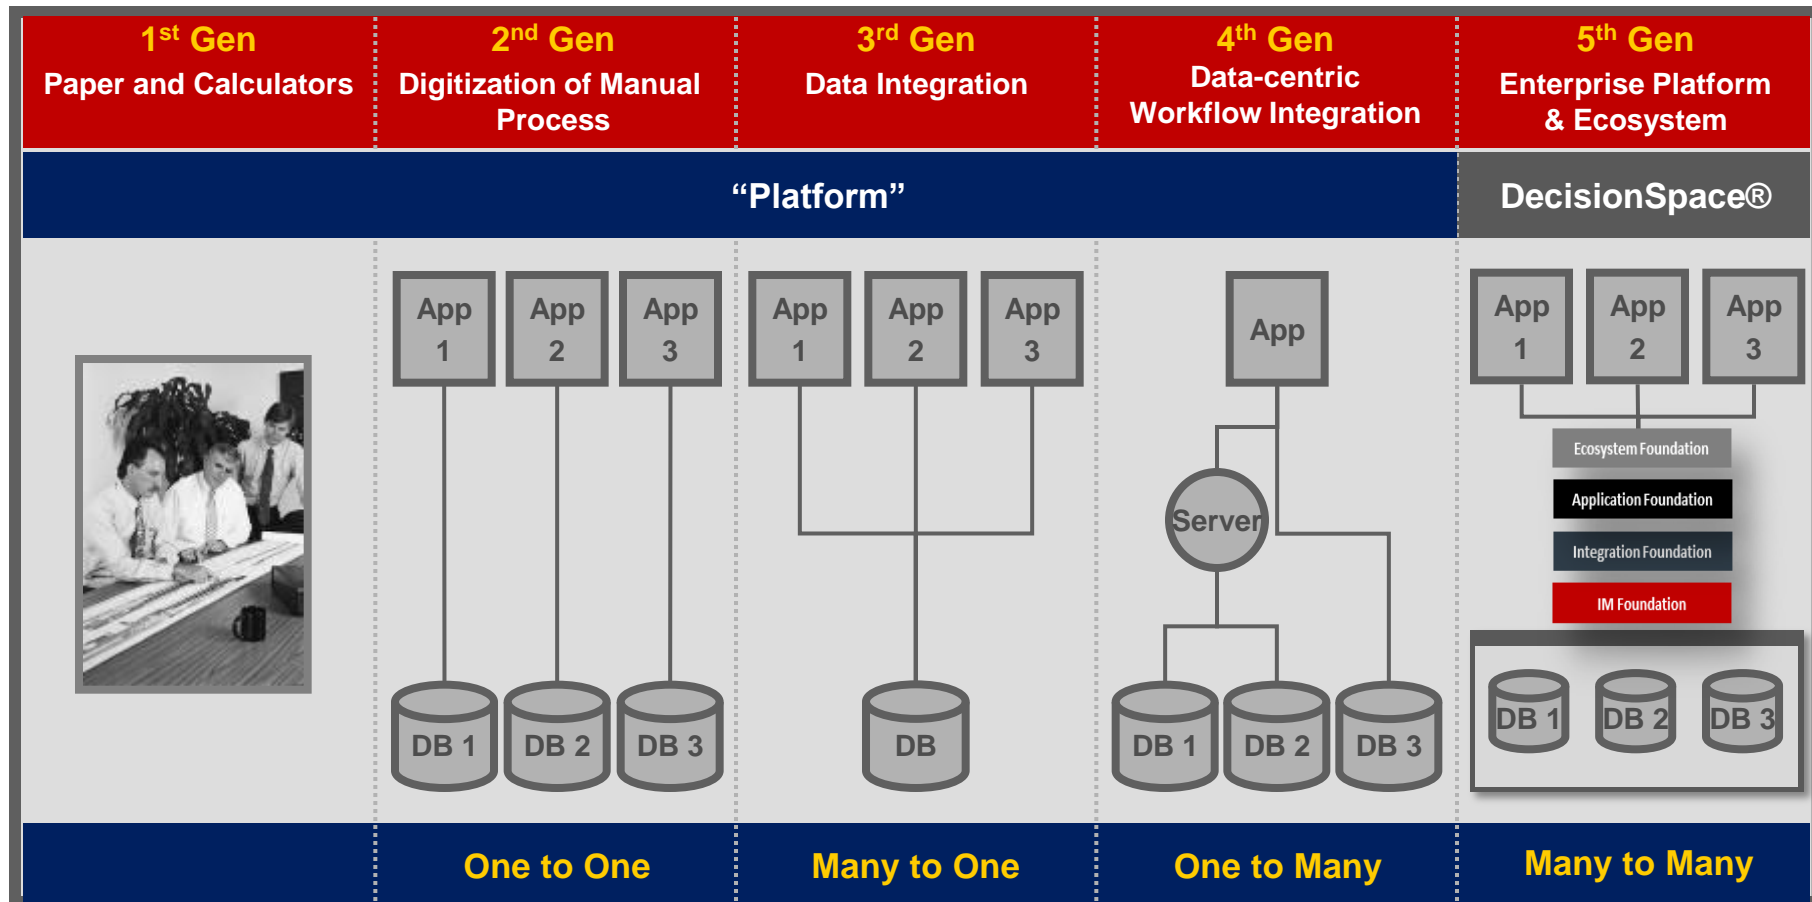 1st Gen
Paper and Calculators
2nd Gen
Digitization of Manual
Process
3rd Gen
Data Integration
4th Gen
Data-centric
Workflow Integration
5th Gen
Enterprise Platform
& Ecosystem
“Platform”
DecisionSpace®
App
1
App
2
App
3
DB 1
DB 2
DB 3
App
1
App
2
App
3
DB
App
Server
DB 1
DB 2
DB 3
App
1
App
2
App
3
Ecosystem Foundation
Application Foundation
Integration Foundation
IM Foundation
DB 1
DB 2
DB 3
One to One
Many to One
One to Many
Many to Many